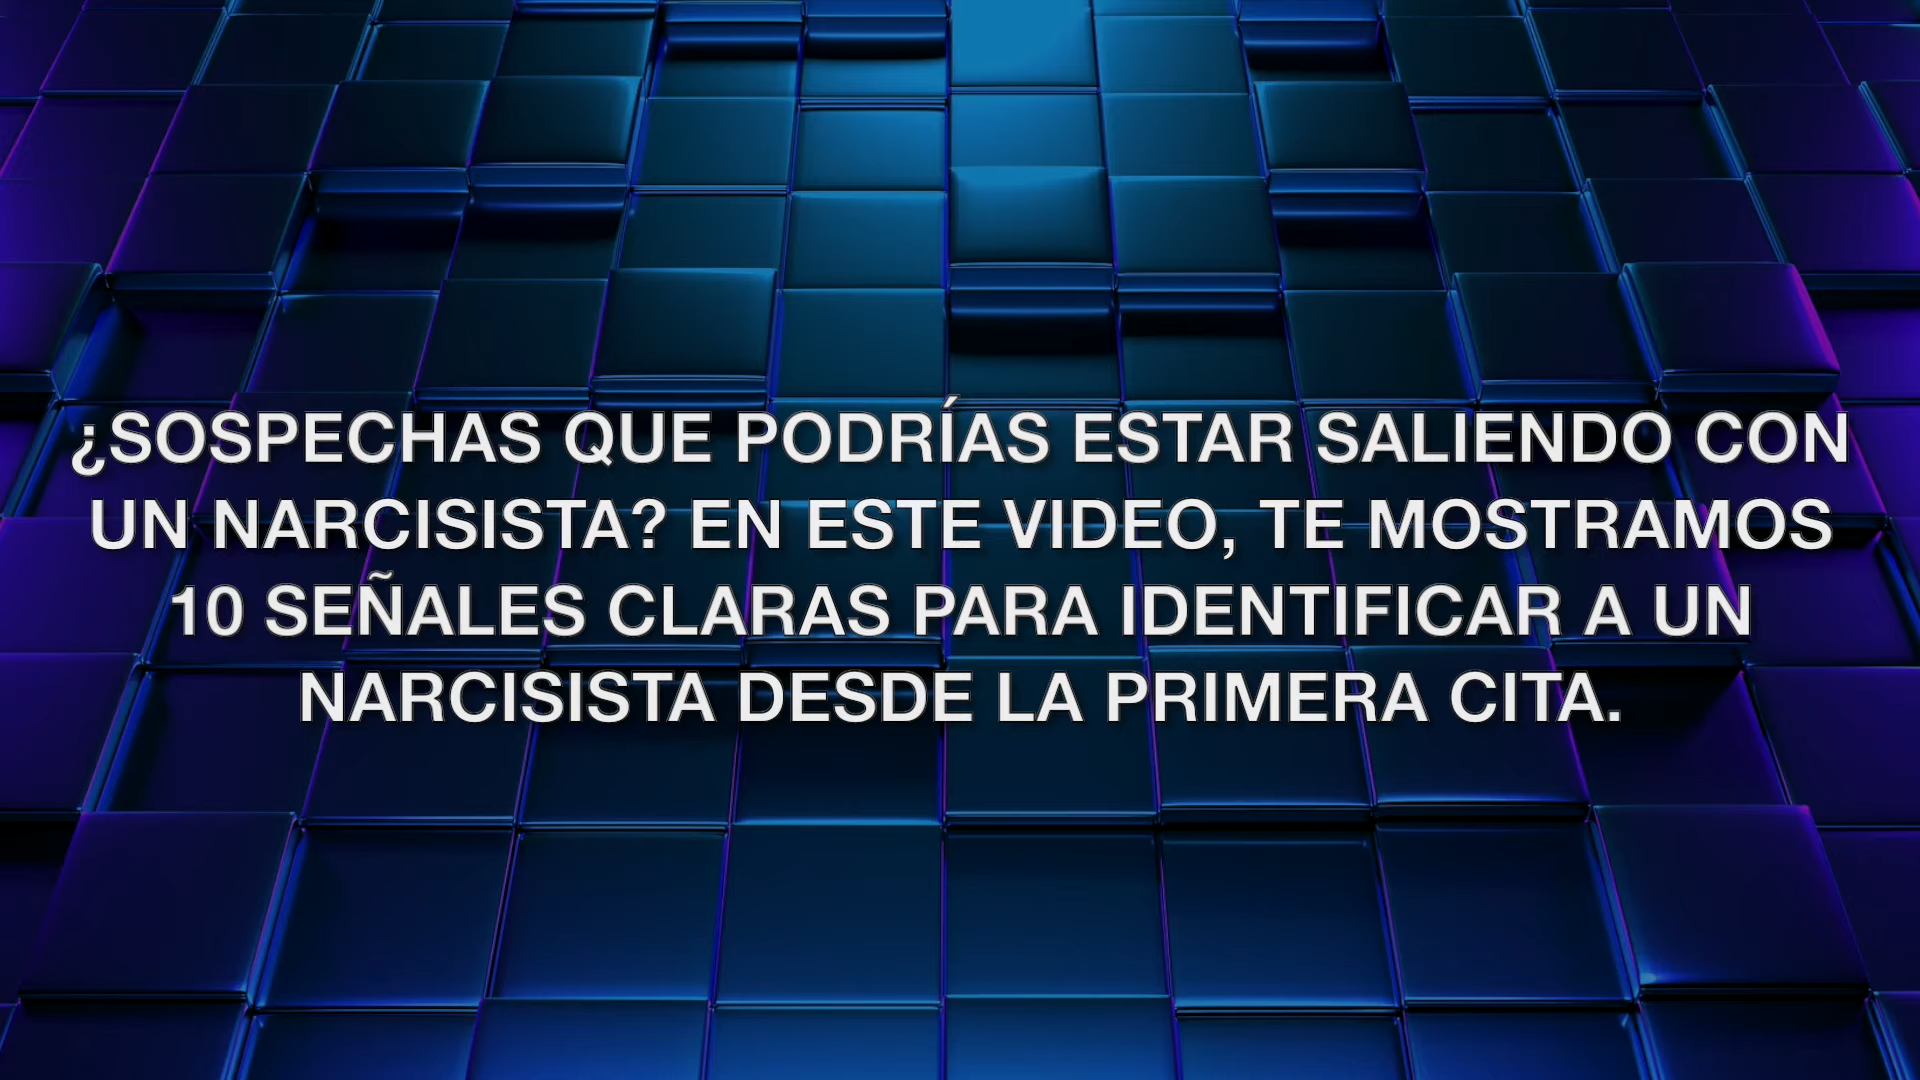 ¿SOSPECHAS QUE PODRÍAS ESTAR SALIENDO CON
UN NARCISISTA? EN ESTE VIDEO, TE MOSTRAMOS
10 SEÑALES CLARAS PARA IDENTIFICAR A UN
NARCISISTA DESDE LA PRIMERA CITA.